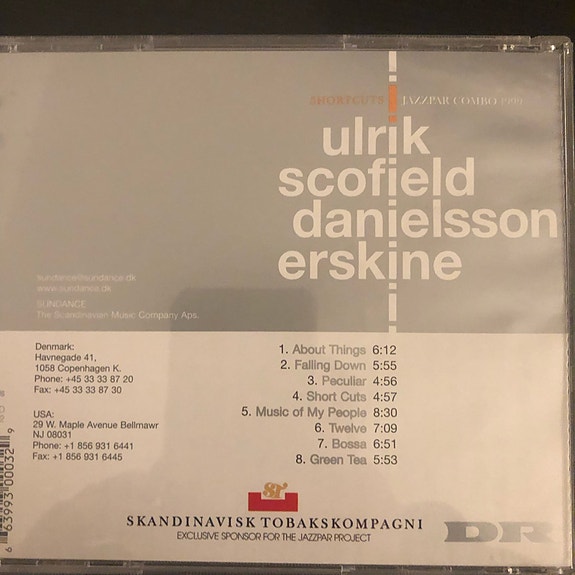 SHORTCUTS JAZZPAR COMBO 1999
ulrik
scofield
danielsson
erskine
sundance@sundance.dk
www.sundance.dk
SUNDANCE
The Scandinavian Music Company Aps.
Denmark:
Havnegade 41,
1058 Copenhagen K.
Phone: +45 33 33 87 20
Fax: +45 33 33 87 30
USA:
29 W. Maple Avenue Bellmawr
NJ 08031
Phone: +1 856 931 6441
Fax: +1 856 931 6445
1. About Things 6:12
2. Falling Down 5:55
3. Peculiar 4:56
4. Short Cuts 4:57
5. Music of My People 8:30
6. Twelve 7:09
7. Bossa 6:51
8. Green Tea 5:53
6 63993 00032 9
SKANDINAVISK TOBAKSKOMPAGNI
EXCLUSIVE SPONSOR FOR THE JAZZPAR PROJECT
DR